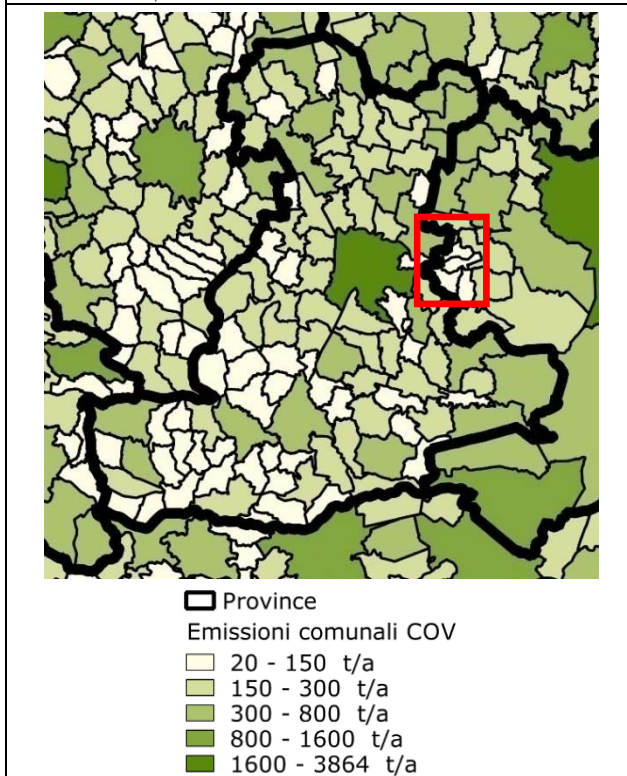 Province
Emissioni comunali COV
20 - 150 t/a
150 - 300 t/a
300 - 800 t/a
800 - 1600 t/a
1600 - 3864 t/a